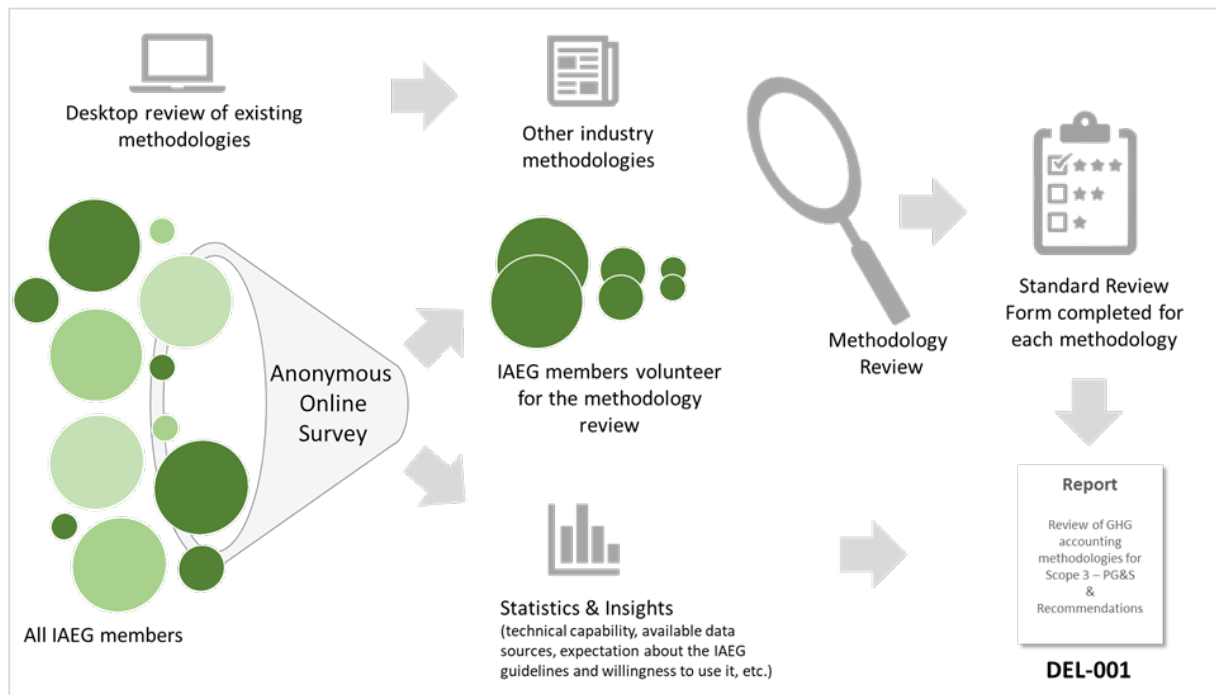 Desktop review of existing
methodologies
Other industry
methodologies
Anonymous
Online
Survey
All IAEG members
IAEG members volunteer
for the methodology
review
Statistics & Insights
(technical capability, available data
sources, expectation about the IAEG
guidelines and willingness to use it, etc.)
Methodology
Review
Standard Review
Form completed for
each methodology
Report
Review of GHG
accounting
methodologies for
Scope 3 – PG&S
&
Recommendations
DEL-001